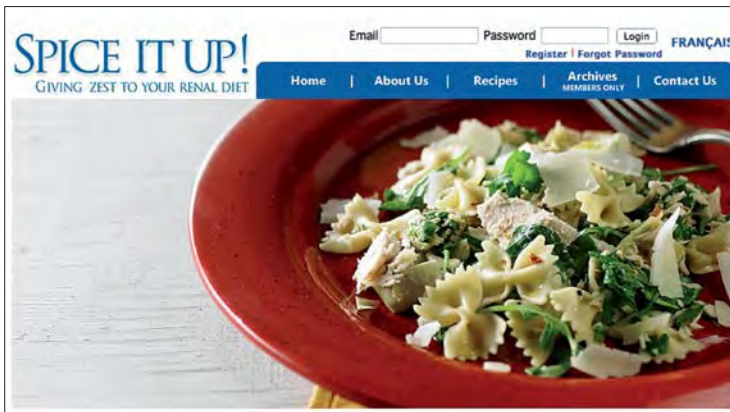 Email Password Login FRANÇAIS
Register | Forgot Password
SPICE IT UP!
GIVING ZEST TO YOUR RENAL DIET
Home | About Us | Recipes | Archives MEMBERS ONLY | Contact Us